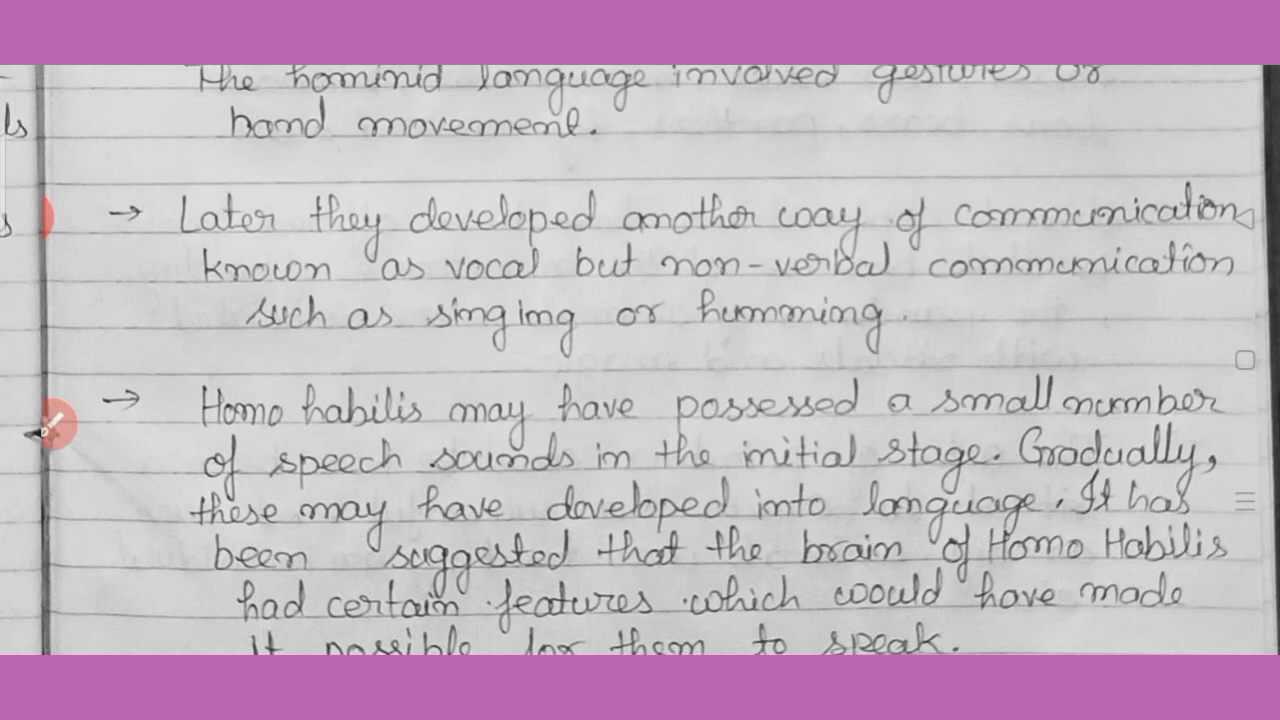 The hominid language involved gestures or
hand movement.
→ Later they developed another way of communication
known as vocal but non-verbal communication
such as singing or humming.
→ Homo habilis may have possessed a small number
of speech sounds in the initial stage. Gradually,
these may have developed into language. It has
been suggested that the brain of Homo Habilis
had certain features which would have made
it possible for them to speak.